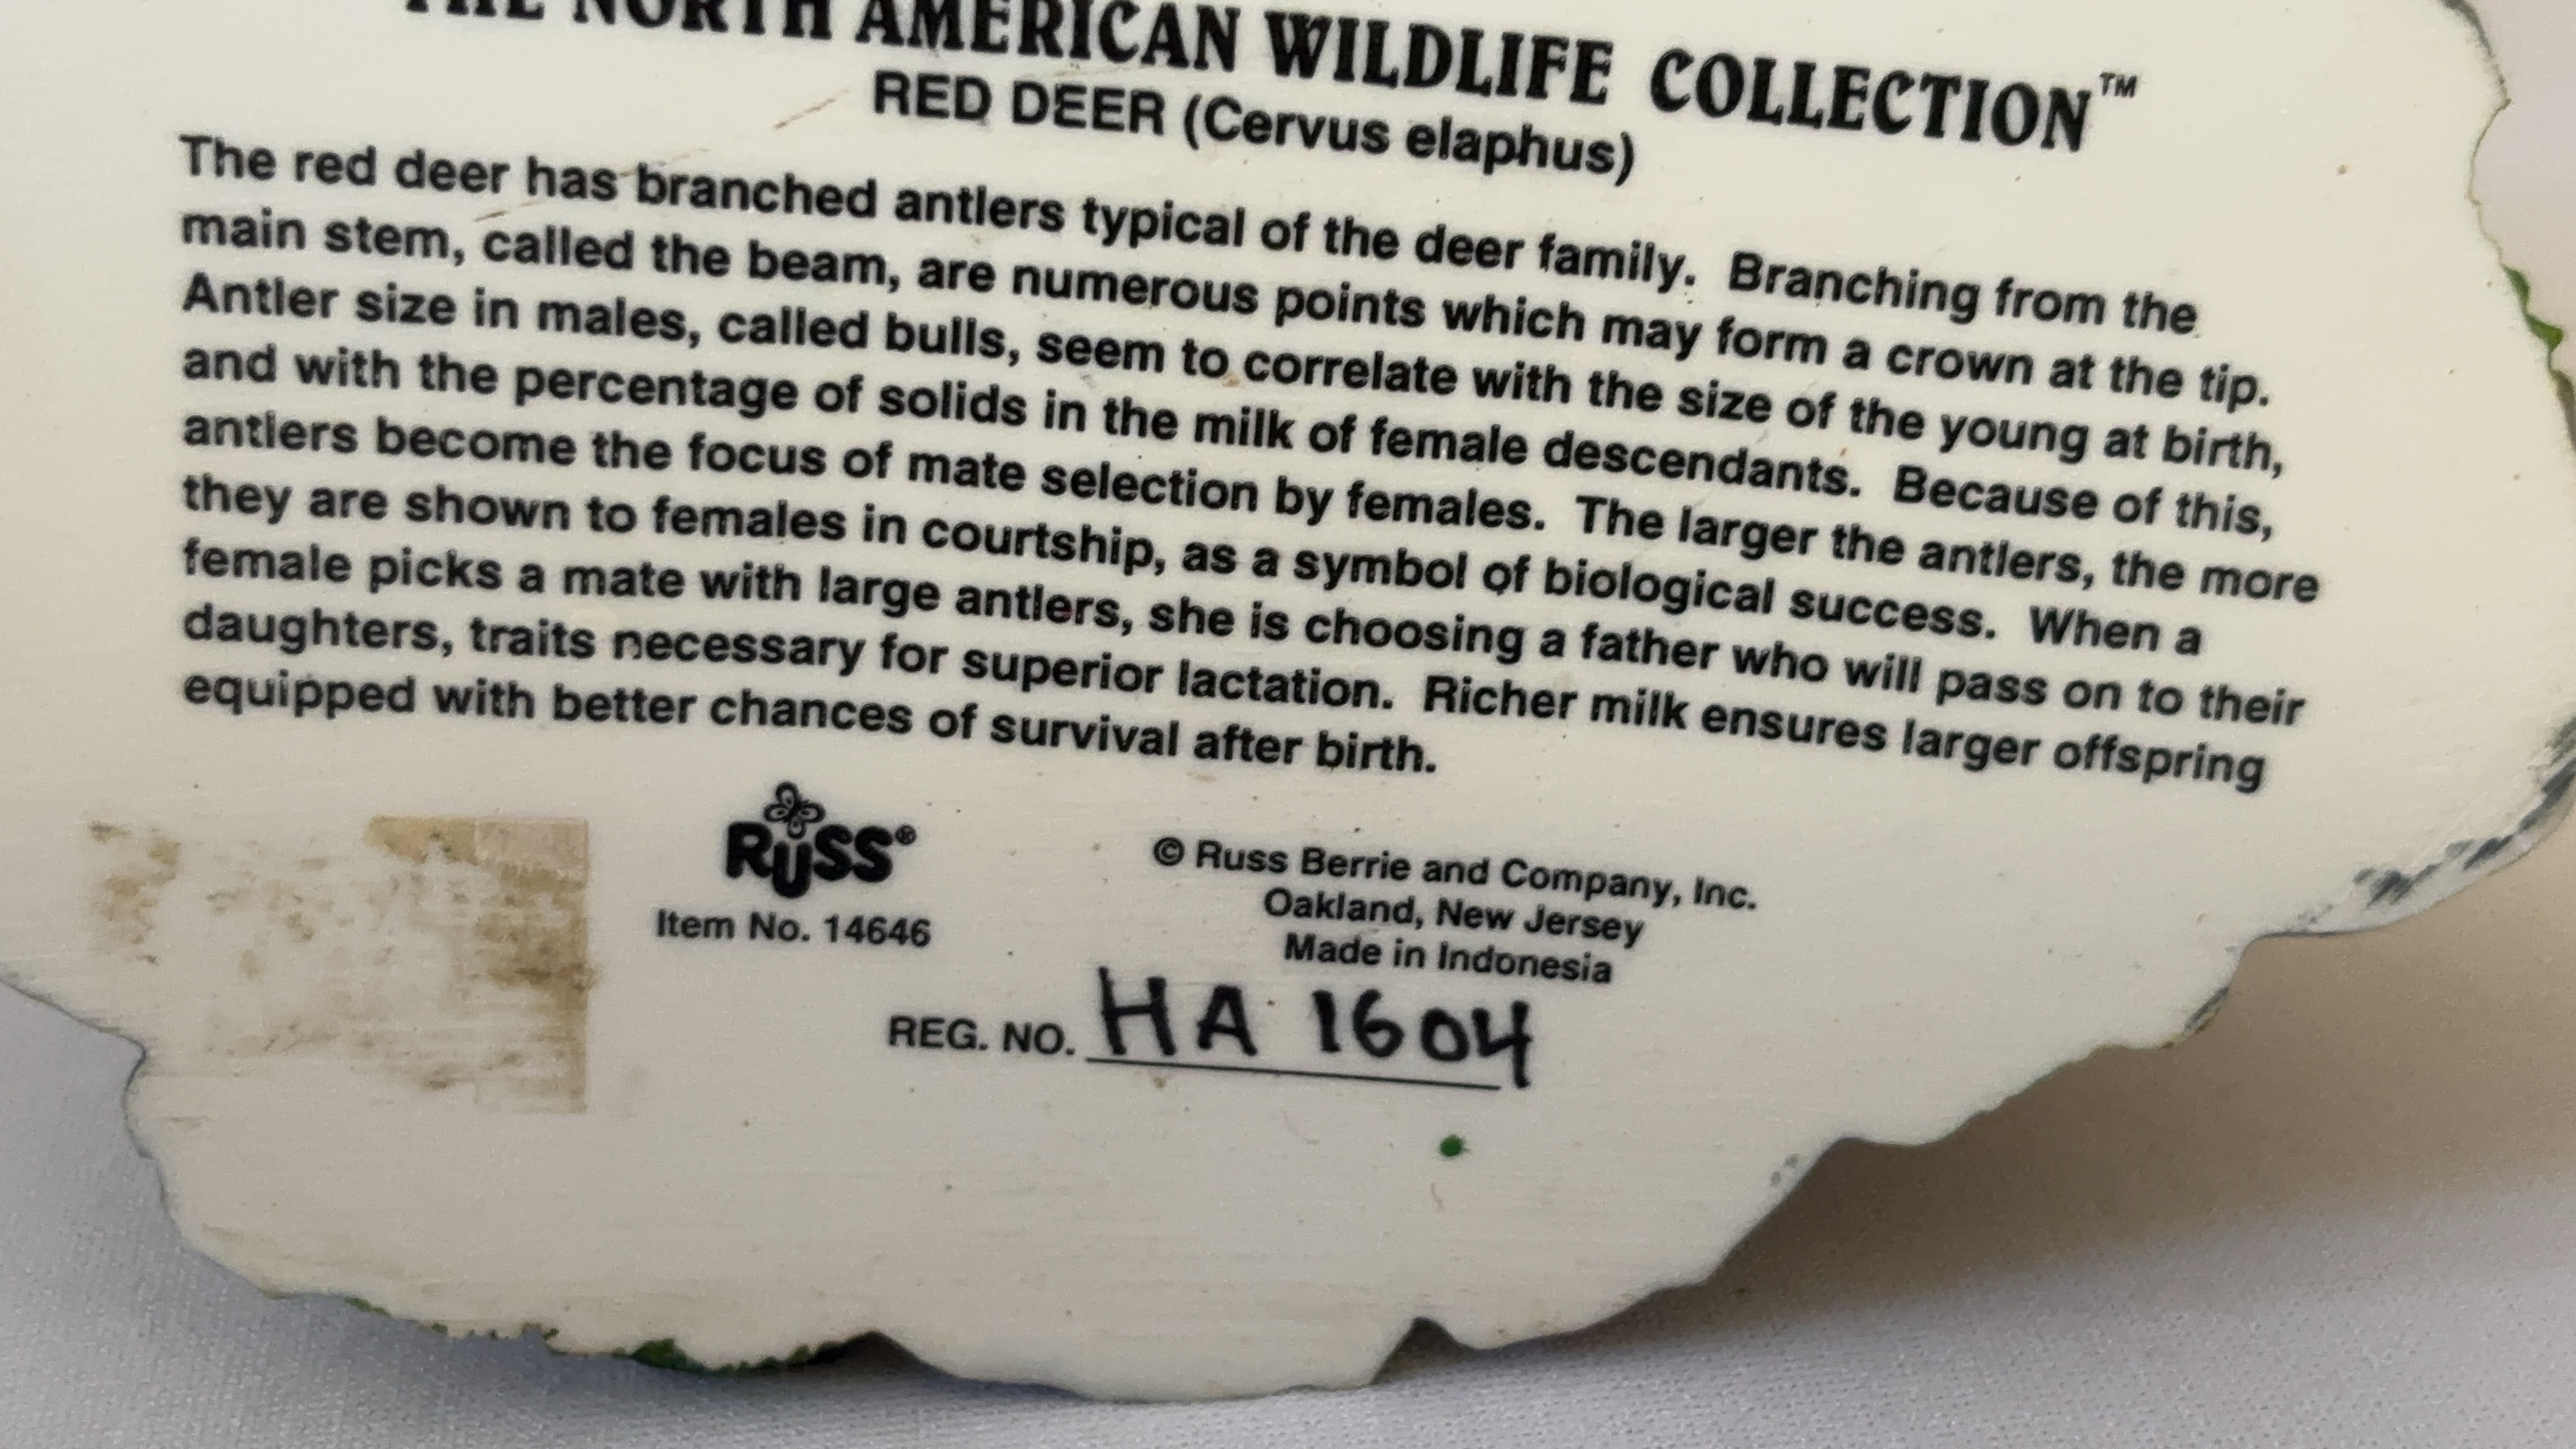 THE NORTH AMERICAN WILDLIFE COLLECTION™
RED DEER (Cervus elaphus)
The red deer has branched antlers typical of the deer family. Branching from the
main stem, called the beam, are numerous points which may form a crown at the tip.
Antler size in males, called bulls, seem to correlate with the size of the young at birth,
and with the percentage of solids in the milk of female descendants. Because of this,
antlers become the focus of mate selection by females. The larger the antlers, the more
they are shown to females in courtship, as a symbol of biological success. When a
female picks a mate with large antlers, she is choosing a father who will pass on to their
daughters, traits necessary for superior lactation. Richer milk ensures larger offspring
equipped with better chances of survival after birth.
RUSS®
Item No. 14646
© Russ Berrie and Company, Inc.
Oakland, New Jersey
Made in Indonesia
REG. NO. HA 1604